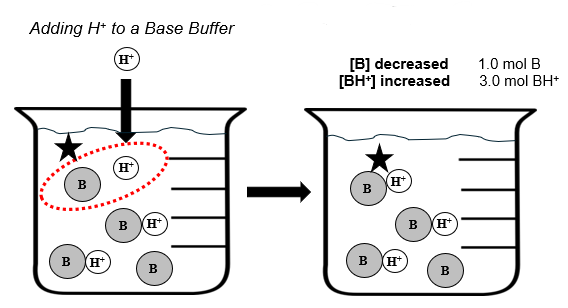 Adding H⁺ to a Base Buffer
H⁺
[B] decreased 1.0 mol B
[BH⁺] increased 3.0 mol BH⁺
H⁺
B
B H⁺
B H⁺
B
B H⁺
B H⁺
B H⁺
B